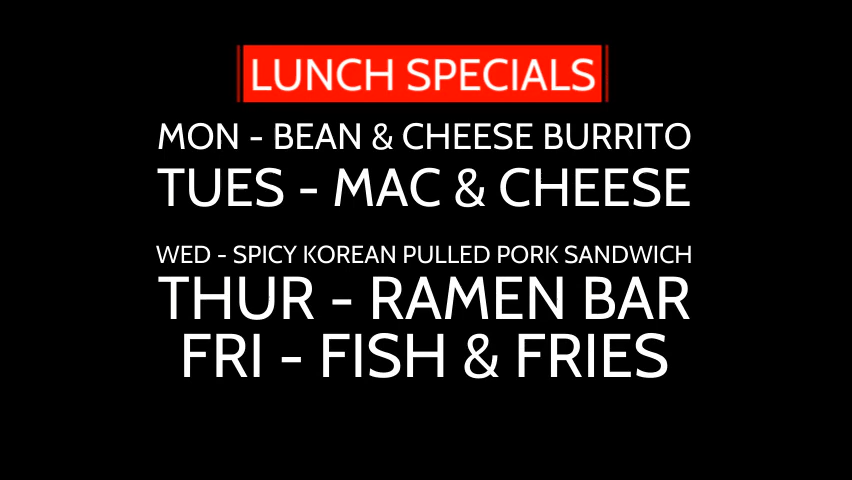 LUNCH SPECIALS
MON - BEAN & CHEESE BURRITO
TUES - MAC & CHEESE
WED - SPICY KOREAN PULLED PORK SANDWICH
THUR - RAMEN BAR
FRI - FISH & FRIES